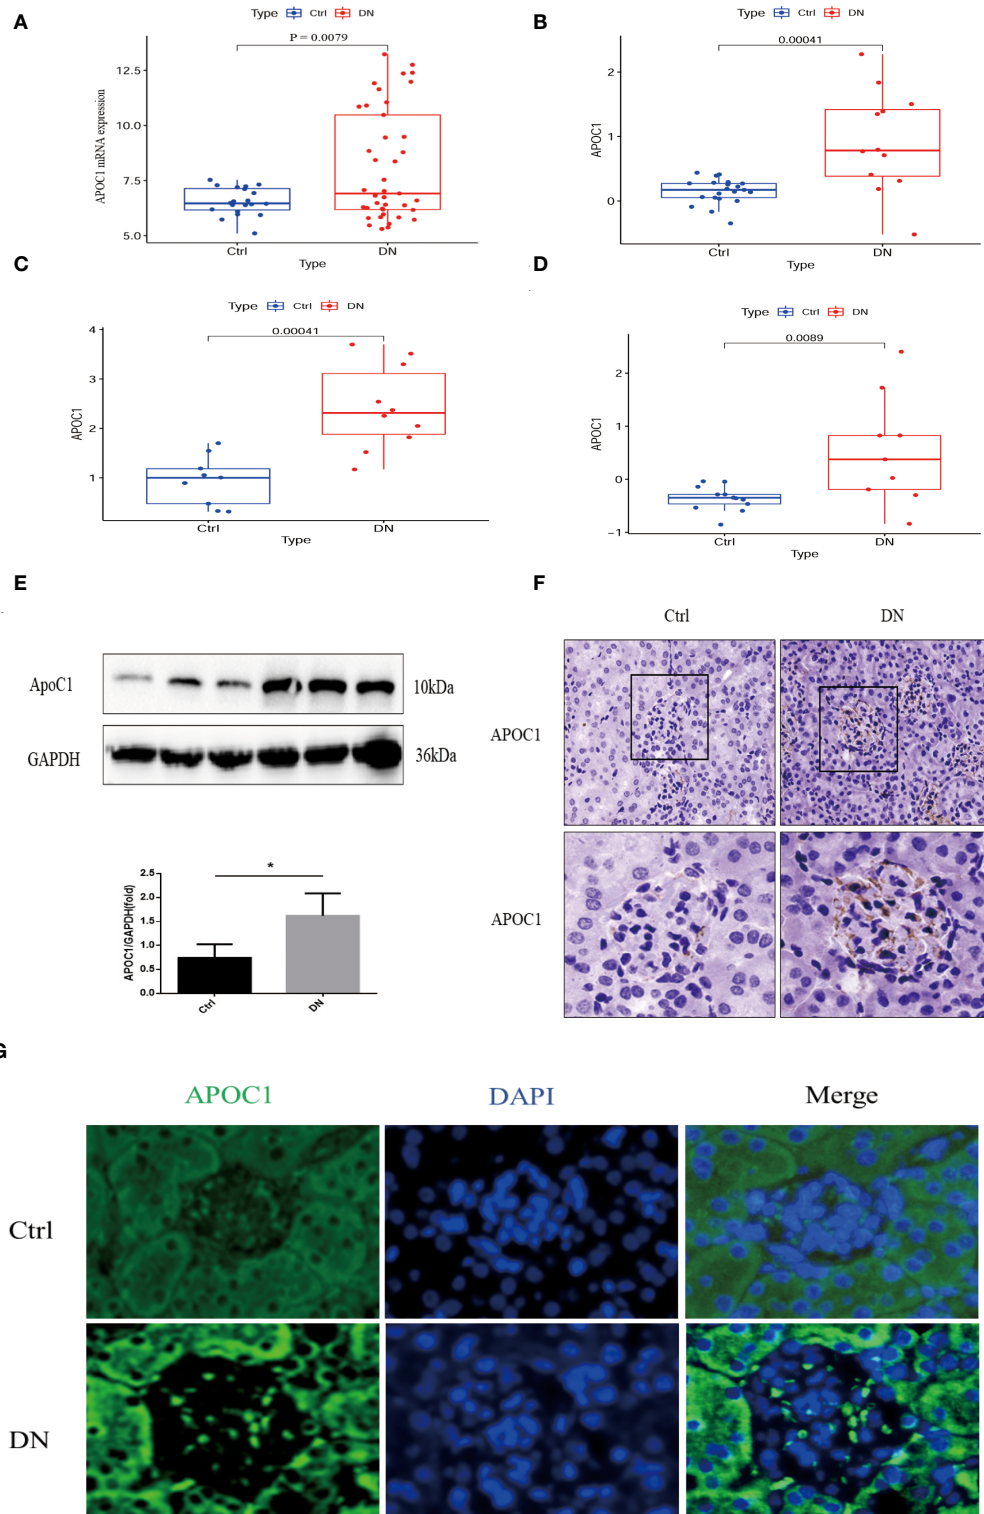 A
Type Ctrl DN
P = 0.0079
APOC1 mRNA expression
12.5
10.0
7.5
5.0
Ctrl DN
Type
B
Type Ctrl DN
0.00041
APOC1
2
1
0
Ctrl DN
Type
C
Type Ctrl DN
0.00041
APOC1
4
3
2
1
Ctrl DN
Type
D
Type Ctrl DN
0.0089
APOC1
2
1
0
−1
Ctrl DN
Type
E
ApoC1 10kDa
GAPDH 36kDa
*
APOC1/GAPDH(fold)
2.5
2.0
1.5
1.0
0.5
0.0
Ctrl DN
F
Ctrl DN
APOC1
APOC1
G
APOC1 DAPI Merge
Ctrl
DN